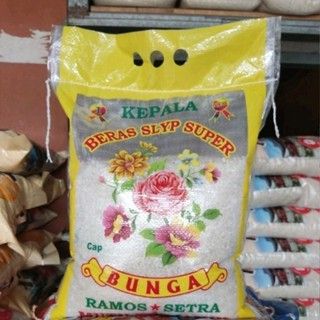 KEPALA
BERAS SLYP SUPER
Cap
BUNGA
RAMOS ★ SETRA